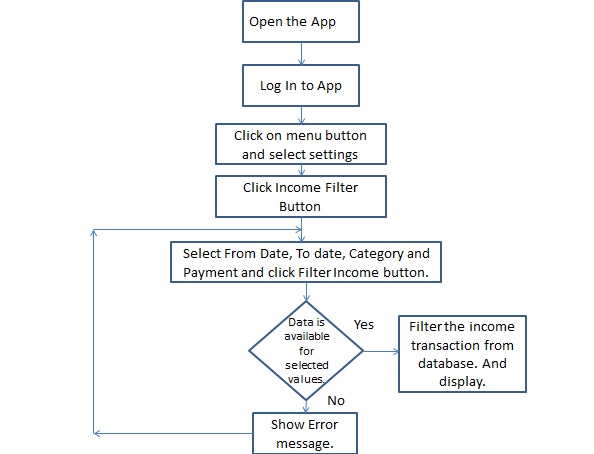 Open the App
Log In to App
Click on menu button
and select settings
Click Income Filter
Button
Select From Date, To date, Category and
Payment and click Filter Income button.
Data is
available
for
selected
values.
Yes
Filter the income
transaction from
database. And
display.
No
Show Error
message.